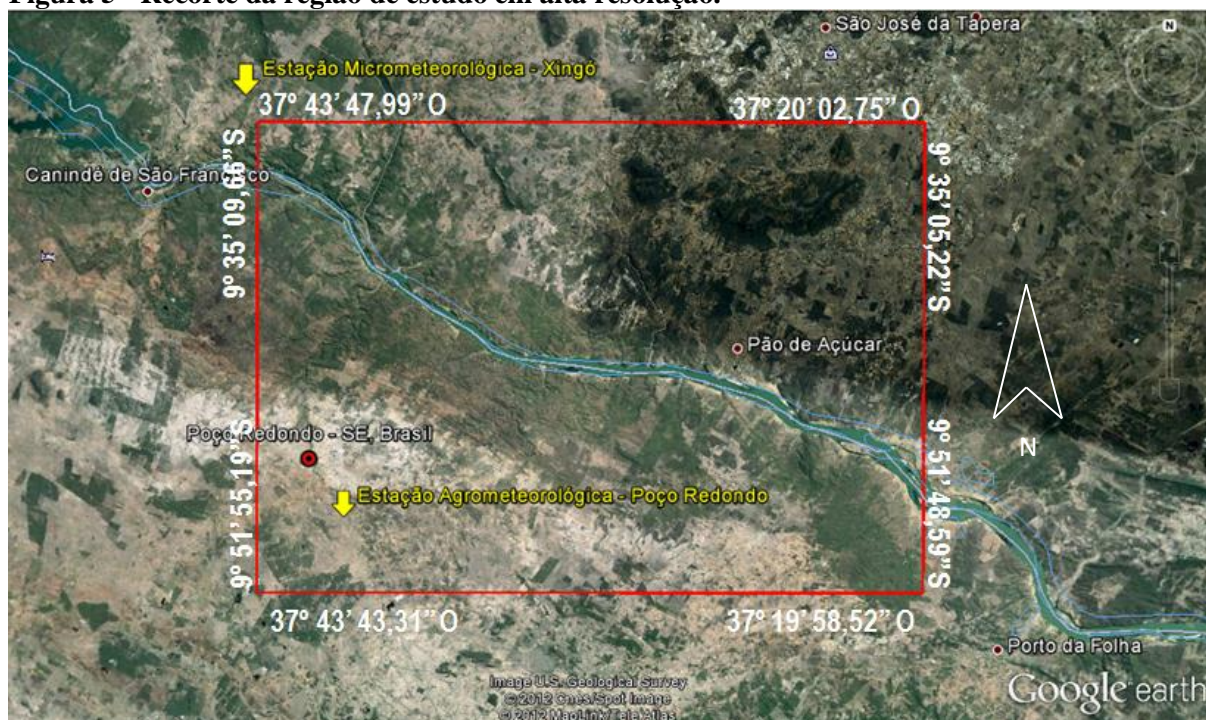 Figura 5 - Recorte da região de estudo em alta resolução.
São José da Tapera
N
Estação Micrometeorológica - Xingó
37º 43' 47,99" O
37º 20' 02,75" O
Canindé de São Francisco
9º 35' 09,66" S
9º 35' 05,22" S
Pão de Açúcar
Poço Redondo - SE, Brasil
N
Estação Agrometeorológica - Poço Redondo
9º 51' 55,19" S
9º 51' 48,59" S
37º 43' 43,31" O
37º 19' 58,52" O
Porto da Folha
Image U.S. Geological Survey
© 2012 Cnes/Spot Image
© 2012 MapLink/Tele Atlas
Google earth